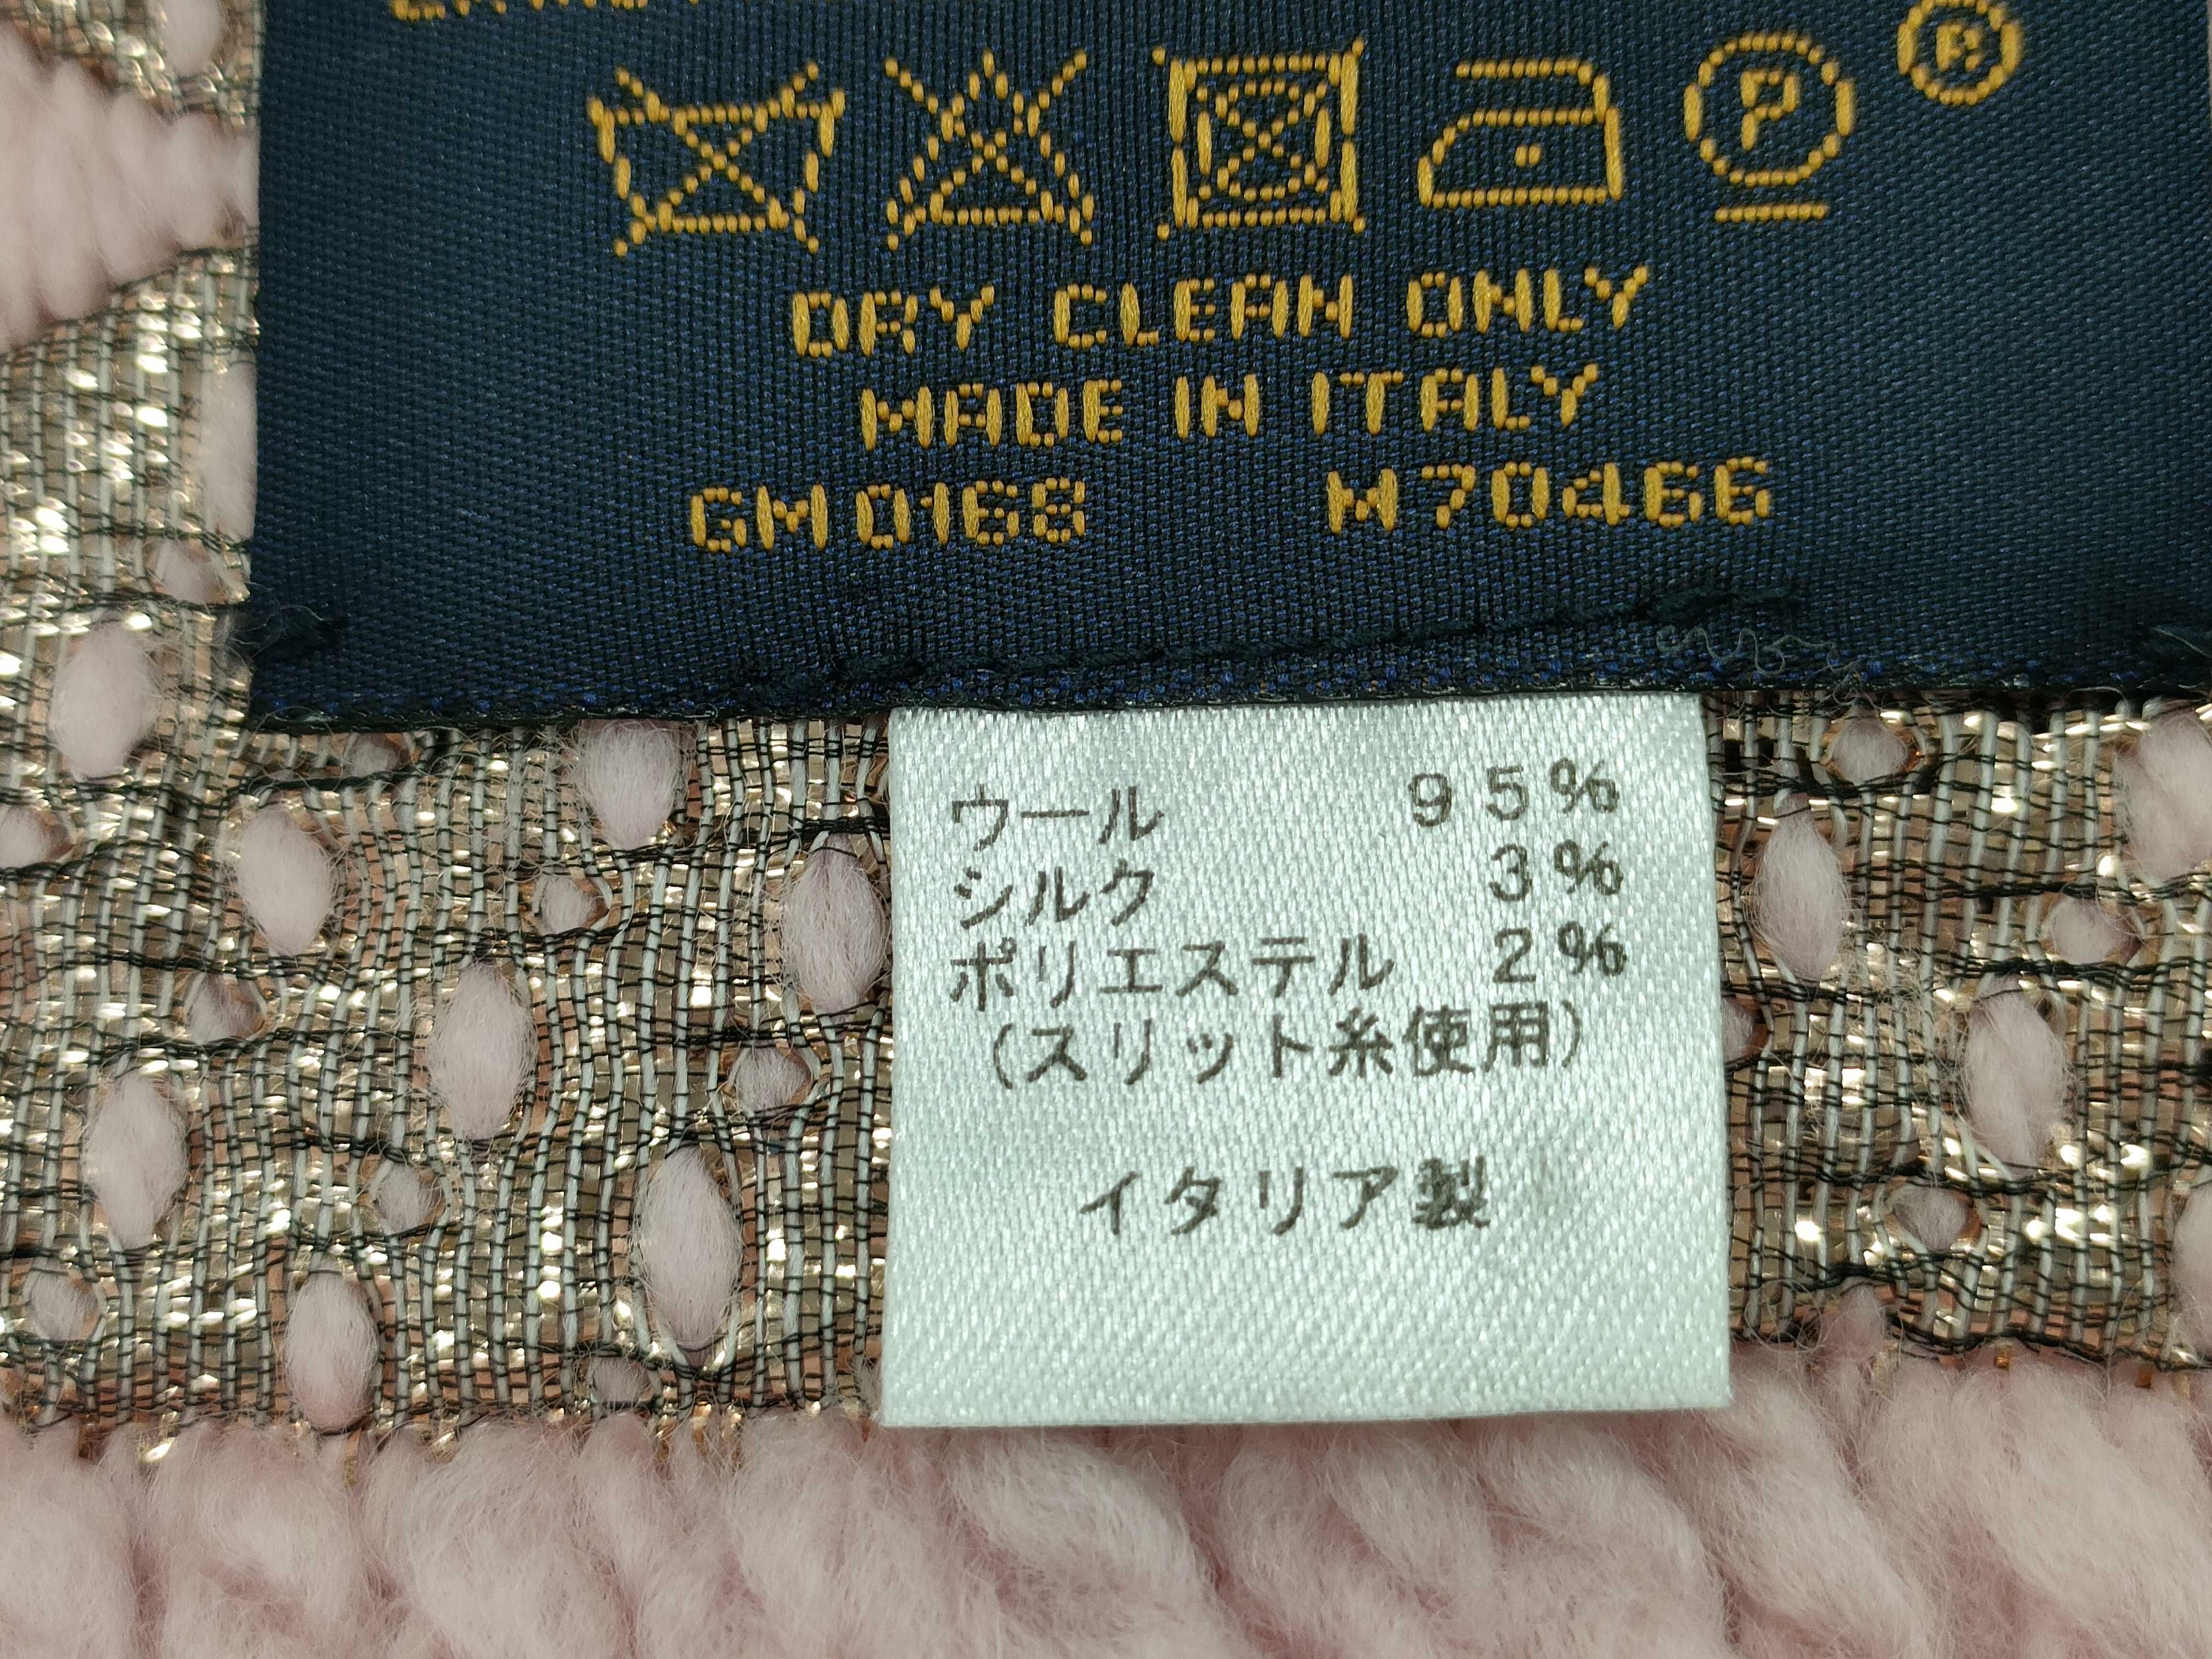 ®
P
DRY CLEAN ONLY
MADE IN ITALY
GM0168 M70466
ウール 95%
シルク 3%
ポリエステル 2%
(スリット糸使用)
イタリア製